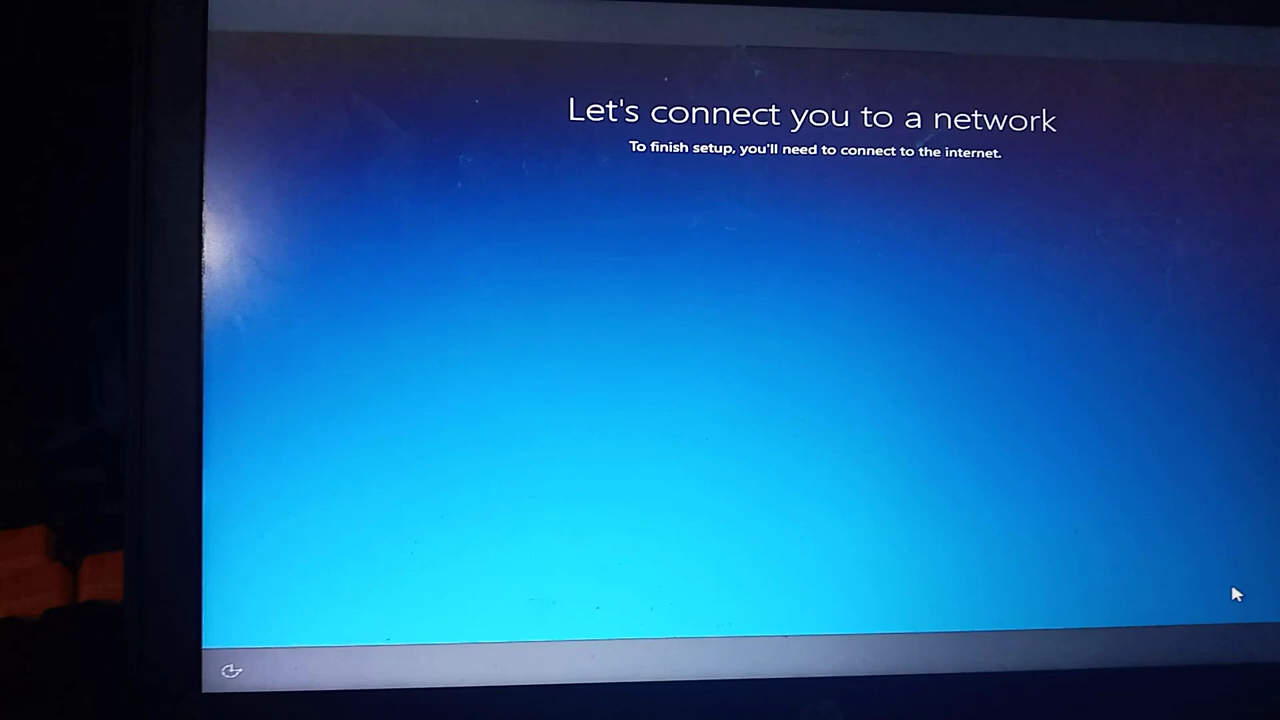 Let's connect you to a network
To finish setup, you'll need to connect to the internet.